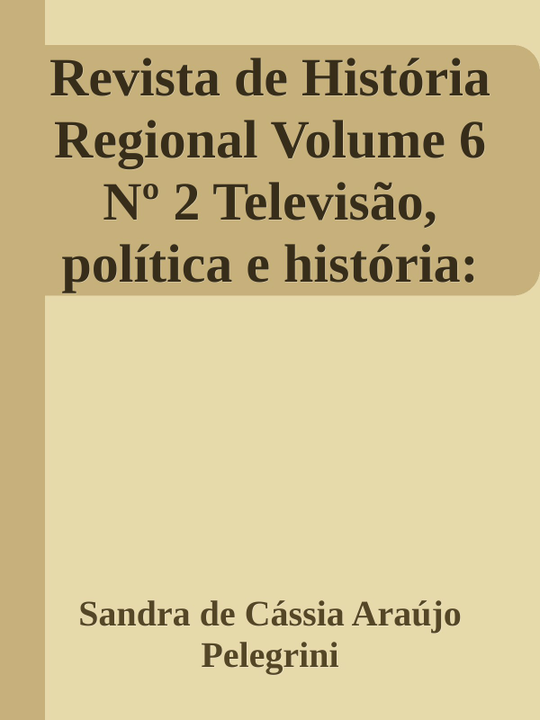 Revista de História
Regional Volume 6
Nº 2 Televisão,
política e história:
Sandra de Cássia Araújo
Pelegrini